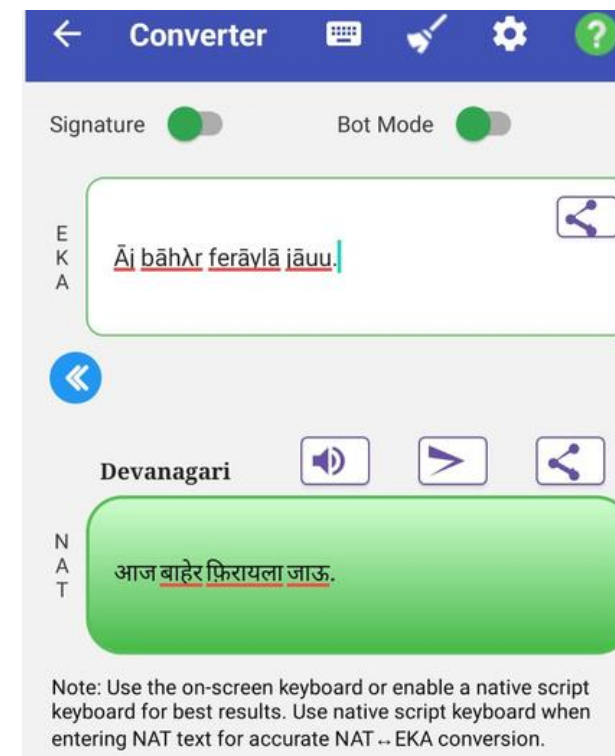 Converter ?
Signature Bot Mode
E
K
A
Āj bāhλr ferāylā jāuu.
Devanagari
N
A
T
आज बाहेर फ़िरायला जाऊ.
Note: Use the on-screen keyboard or enable a native script
keyboard for best results. Use native script keyboard when
entering NAT text for accurate NAT↔EKA conversion.